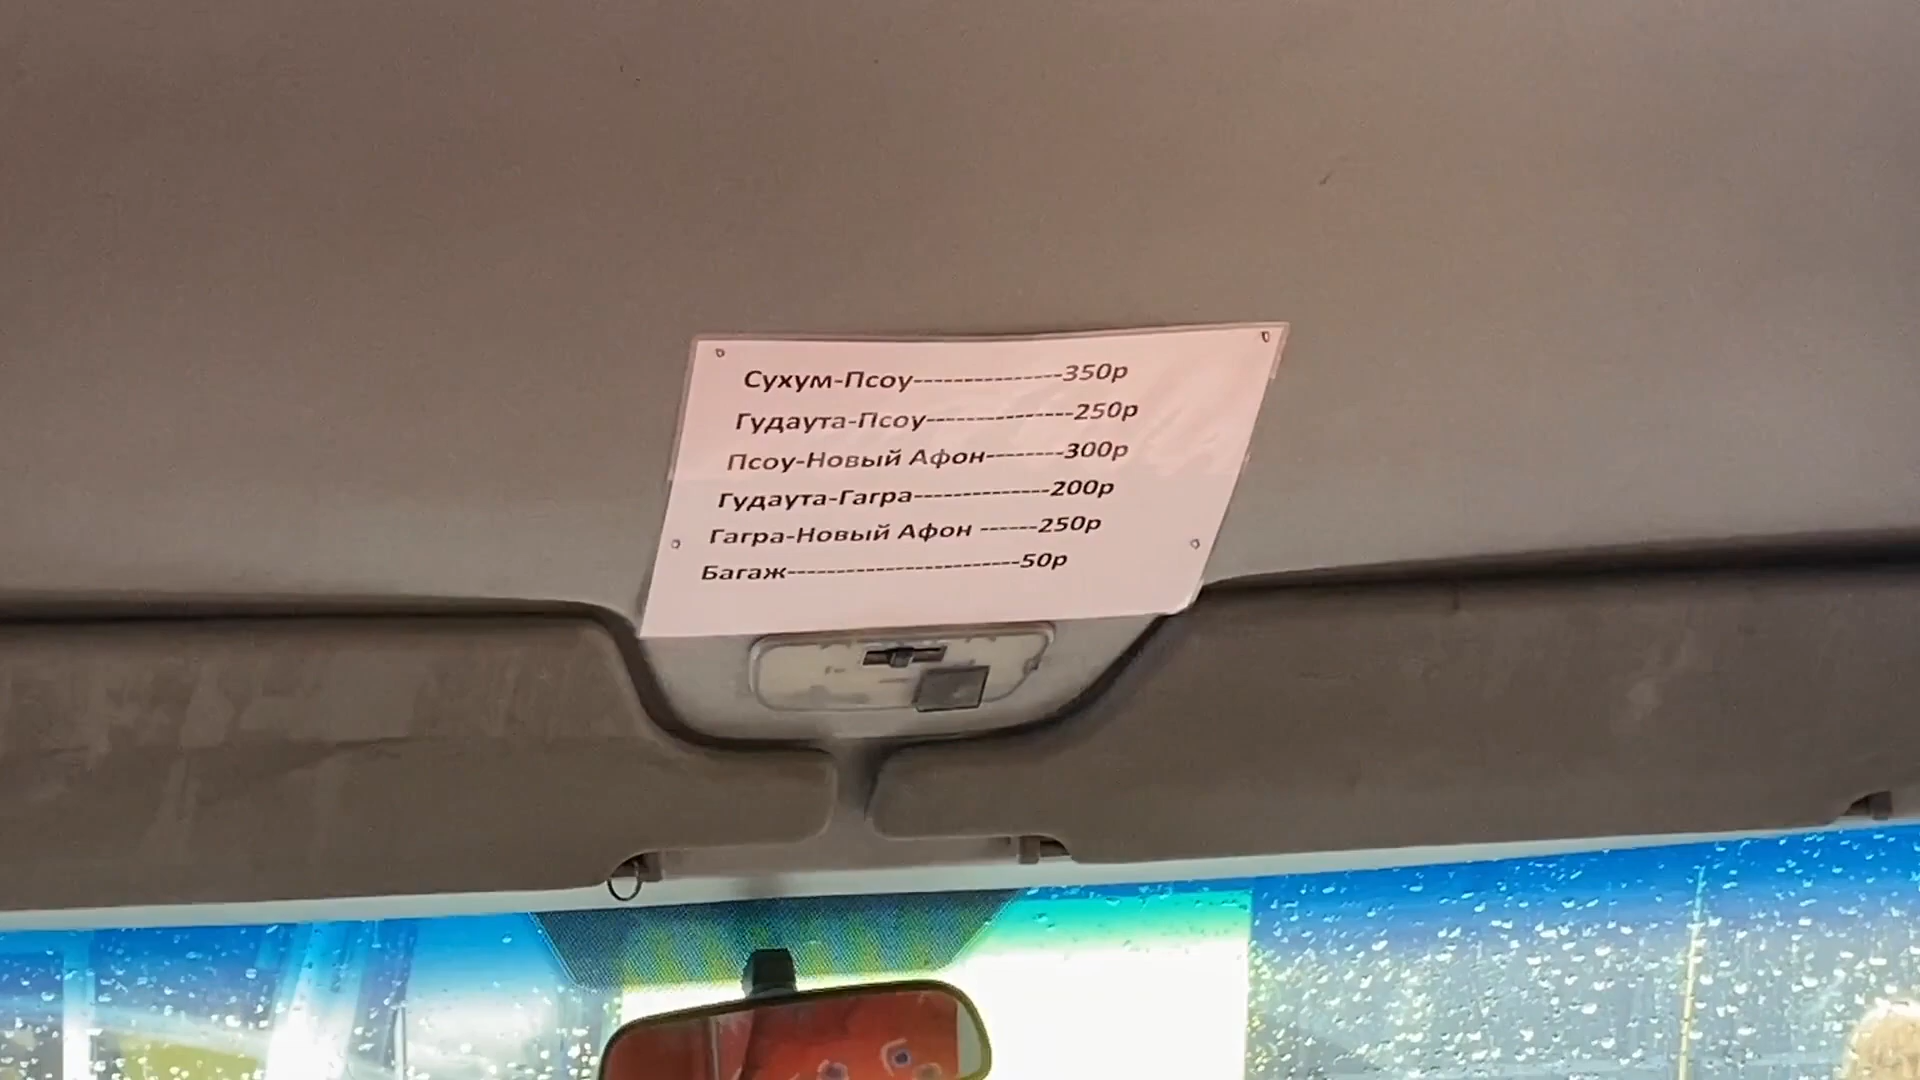 Сухум-Псоу---------------350р
Гудаута-Псоу---------------250р
Псоу-Новый Афон--------300р
Гудаута-Гагра--------------200р
Гагра-Новый Афон ------250р
Багаж------------------------50р